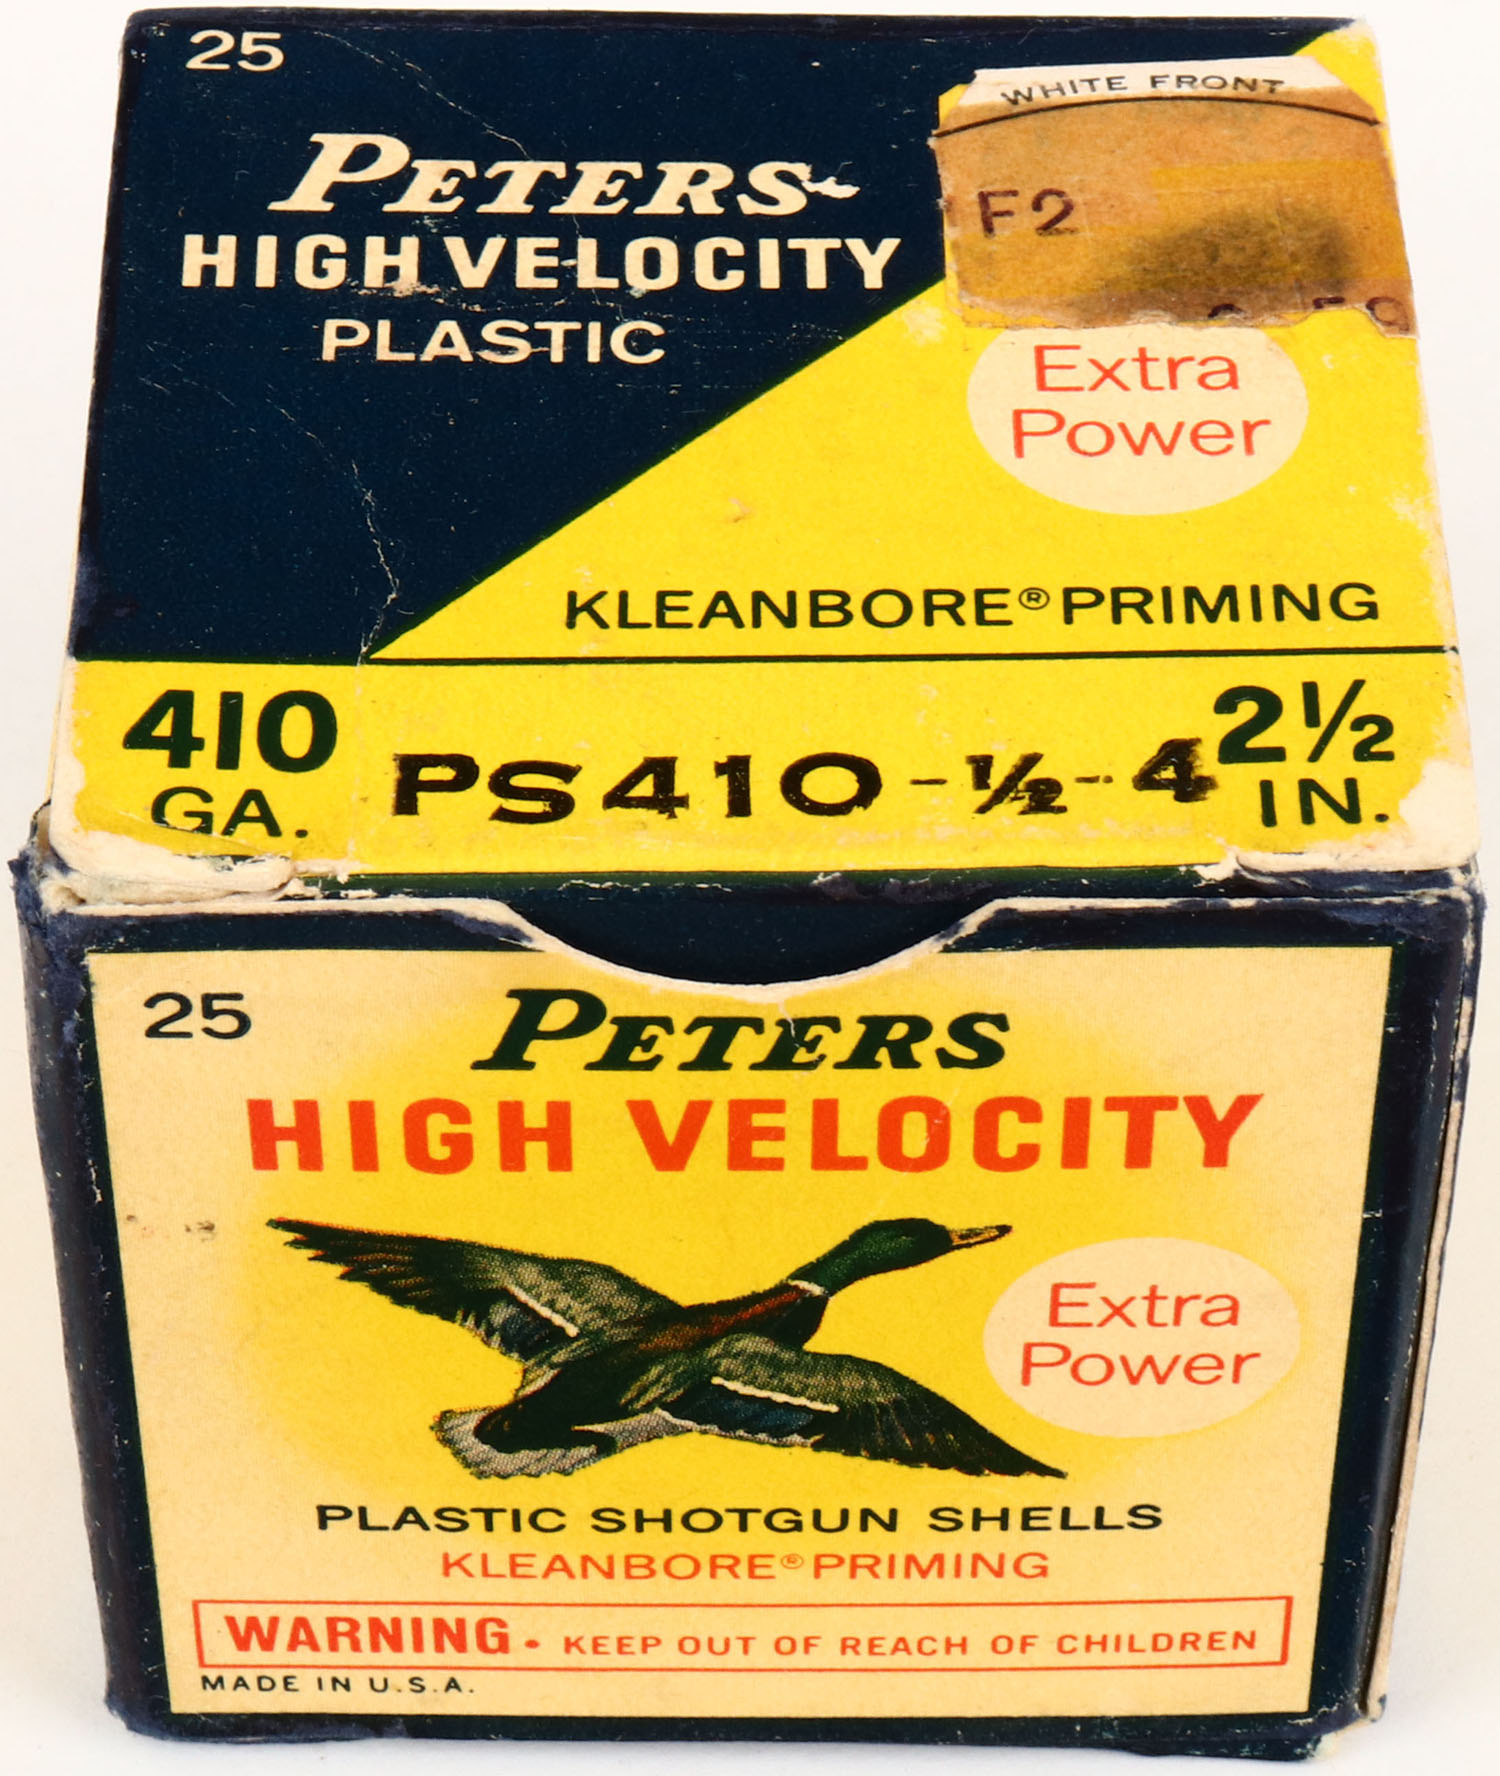 25
WHITE FRONT
PETERS
HIGH VELOCITY
PLASTIC
F2
Extra
Power
KLEANBORE® PRIMING
410
GA.
PS410-½-4
2½
IN.
25
PETERS
HIGH VELOCITY
Extra
Power
PLASTIC SHOTGUN SHELLS
KLEANBORE® PRIMING
WARNING • KEEP OUT OF REACH OF CHILDREN
MADE IN U.S.A.